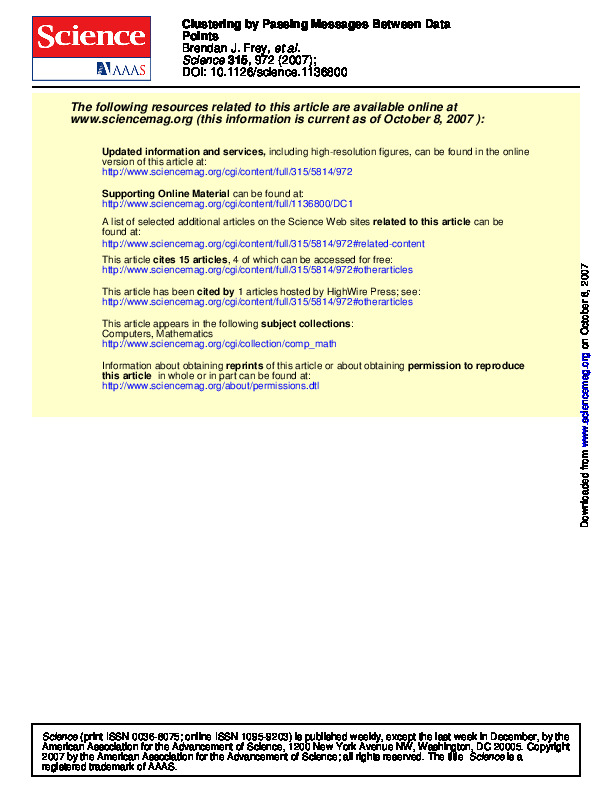 Science
AAAS
Clustering by Passing Messages Between Data
Points
Brendan J. Frey, et al.
Science 315, 972 (2007);
DOI: 10.1126/science.1136800
The following resources related to this article are available online at
www.sciencemag.org (this information is current as of October 8, 2007 ):
Updated information and services, including high-resolution figures, can be found in the online
version of this article at:
http://www.sciencemag.org/cgi/content/full/315/5814/972
Supporting Online Material can be found at:
http://www.sciencemag.org/cgi/content/full/1136800/DC1
A list of selected additional articles on the Science Web sites related to this article can be
found at:
http://www.sciencemag.org/cgi/content/full/315/5814/972#related-content
This article cites 15 articles, 4 of which can be accessed for free:
http://www.sciencemag.org/cgi/content/full/315/5814/972#otherarticles
This article has been cited by 1 articles hosted by HighWire Press; see:
http://www.sciencemag.org/cgi/content/full/315/5814/972#otherarticles
This article appears in the following subject collections:
Computers, Mathematics
http://www.sciencemag.org/cgi/collection/comp_math
Information about obtaining reprints of this article or about obtaining permission to reproduce
this article in whole or in part can be found at:
http://www.sciencemag.org/about/permissions.dtl
Downloaded from www.sciencemag.org on October 8, 2007
Science (print ISSN 0036-8075; online ISSN 1095-9203) is published weekly, except the last week in December, by the
American Association for the Advancement of Science, 1200 New York Avenue NW, Washington, DC 20005. Copyright
2007 by the American Association for the Advancement of Science; all rights reserved. The title Science is a
registered trademark of AAAS.